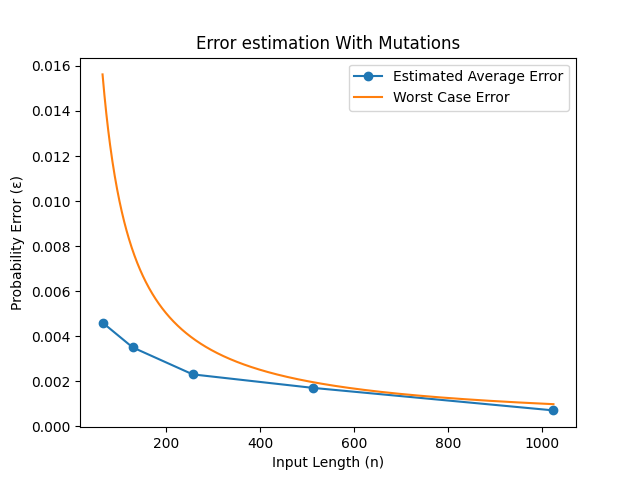 Error estimation With Mutations
Estimated Average Error
Worst Case Error
Probability Error (ε)
0.016
0.014
0.012
0.010
0.008
0.006
0.004
0.002
0.000
200
400
600
800
1000
Input Length (n)